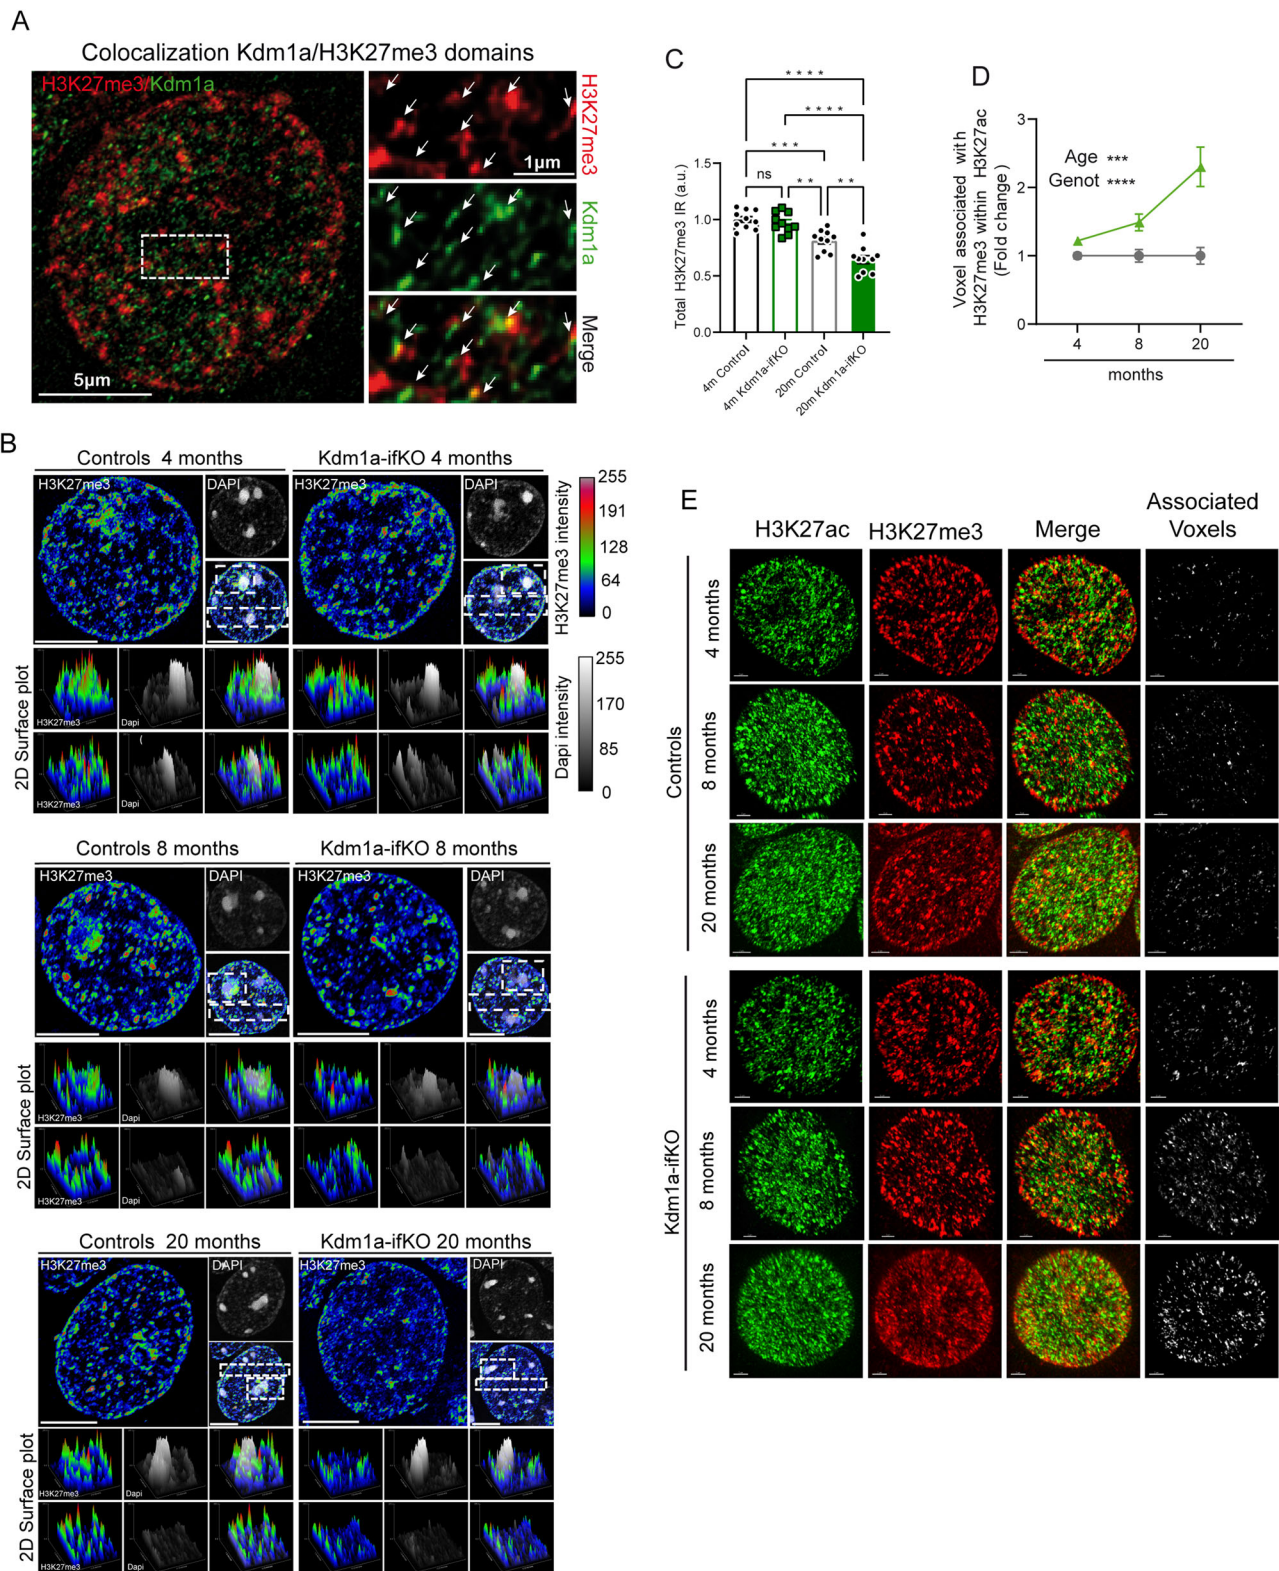 A
Colocalization Kdm1a/H3K27me3 domains
H3K27me3/Kdm1a
5μm
H3K27me3
1μm
Kdm1a
Merge
B
Controls 4 months
Kdm1a-ifKO 4 months
H3K27me3
DAPI
H3K27me3
DAPI
H3K27me3 intensity
255
191
128
64
0
2D Surface plot
H3K27me3
Dapi
H3K27me3
Dapi
Dapi intensity
255
170
85
0
Controls 8 months
Kdm1a-ifKO 8 months
H3K27me3
DAPI
H3K27me3
DAPI
2D Surface plot
H3K27me3
Dapi
H3K27me3
Dapi
Controls 20 months
Kdm1a-ifKO 20 months
H3K27me3
DAPI
H3K27me3
DAPI
2D Surface plot
H3K27me3
Dapi
H3K27me3
Dapi
C
Total H3K27me3 IR (a.u.)
1.5
1.0
0.5
0.0
****
****
***
ns
**
**
4m Control
4m Kdm1a-ifKO
20m Control
20m Kdm1a-ifKO
D
Voxel associated with
H3K27me3 within H3K27ac
(Fold change)
3
2
1
0
Age ***
Genot ****
4
8
20
months
E
H3K27ac
H3K27me3
Merge
Associated
Voxels
Controls
4 months
8 months
20 months
Kdm1a-ifKO
4 months
8 months
20 months